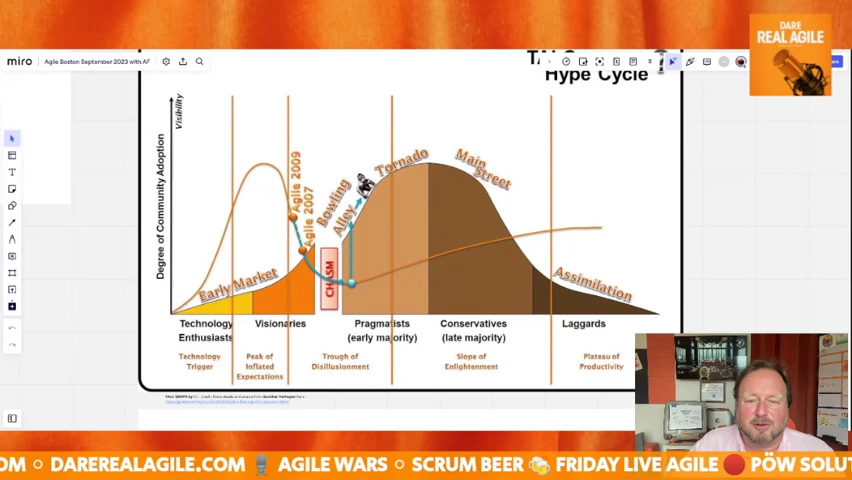 miro
Agile Boston September 2023 with AF
DARE
REAL AGILE
Hype Cycle
Visibility
Degree of Community Adoption
Agile 2009
Agile 2007
Bowling
Alley
Tornado
Main
Street
Early Market
CHASM
Assimilation
Technology
Enthusiasts
Visionaries
Pragmatists
(early majority)
Conservatives
(late majority)
Laggards
Technology
Trigger
Peak of
Inflated
Expectations
Trough of
Disillusionment
Slope of
Enlightenment
Plateau of
Productivity
OM DAREREALAGILE.COM AGILE WARS SCRUM BEER FRIDAY LIVE AGILE PÖW SOLUT